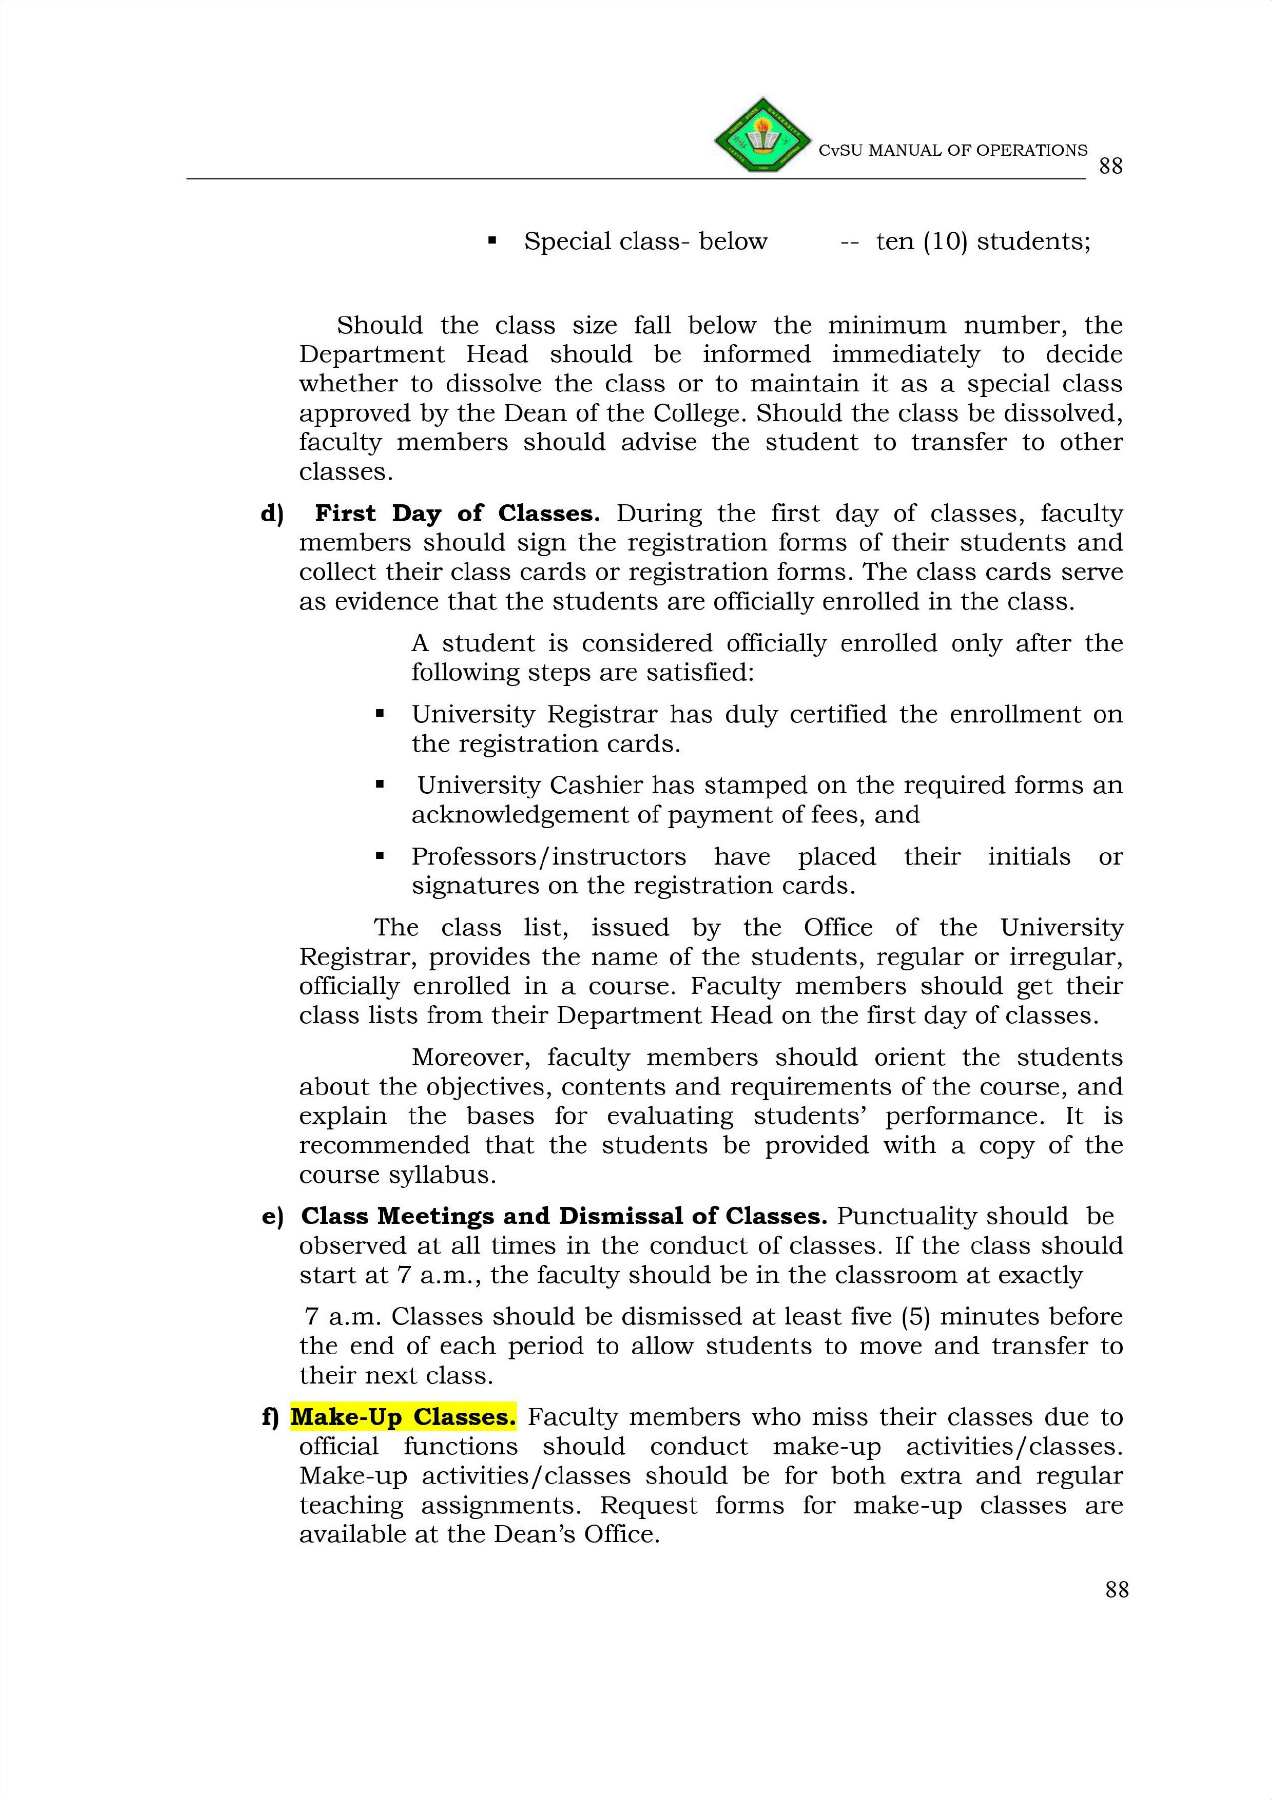 CvSU MANUAL OF OPERATIONS
88
▪ Special class- below -- ten (10) students;
Should the class size fall below the minimum number, the
Department Head should be informed immediately to decide
whether to dissolve the class or to maintain it as a special class
approved by the Dean of the College. Should the class be dissolved,
faculty members should advise the student to transfer to other
classes.
d) First Day of Classes. During the first day of classes, faculty
members should sign the registration forms of their students and
collect their class cards or registration forms. The class cards serve
as evidence that the students are officially enrolled in the class.
A student is considered officially enrolled only after the
following steps are satisfied:
▪ University Registrar has duly certified the enrollment on
the registration cards.
▪ University Cashier has stamped on the required forms an
acknowledgement of payment of fees, and
▪ Professors/instructors have placed their initials or
signatures on the registration cards.
The class list, issued by the Office of the University
Registrar, provides the name of the students, regular or irregular,
officially enrolled in a course. Faculty members should get their
class lists from their Department Head on the first day of classes.
Moreover, faculty members should orient the students
about the objectives, contents and requirements of the course, and
explain the bases for evaluating students’ performance. It is
recommended that the students be provided with a copy of the
course syllabus.
e) Class Meetings and Dismissal of Classes. Punctuality should be
observed at all times in the conduct of classes. If the class should
start at 7 a.m., the faculty should be in the classroom at exactly
7 a.m. Classes should be dismissed at least five (5) minutes before
the end of each period to allow students to move and transfer to
their next class.
f) Make-Up Classes. Faculty members who miss their classes due to
official functions should conduct make-up activities/classes.
Make-up activities/classes should be for both extra and regular
teaching assignments. Request forms for make-up classes are
available at the Dean’s Office.
88